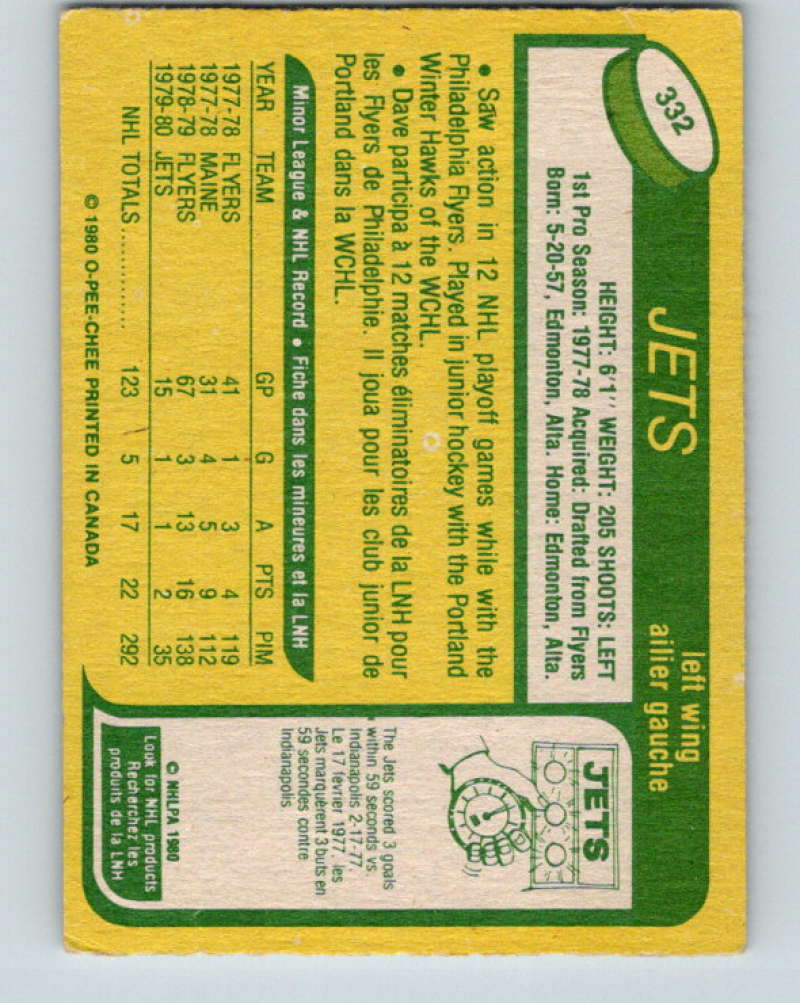 332
JETS
left wing
ailier gauche
HEIGHT: 6'1" WEIGHT: 205 SHOOTS: LEFT
1st Pro Season: 1977-78 Acquired: Drafted from Flyers
Born: 5-20-57, Edmonton, Alta. Home: Edmonton, Alta.
• Saw action in 12 NHL playoff games while with the
Philadelphia Flyers. Played in junior hockey with the Portland
Winter Hawks of the WCHL.
• Dave participa à 12 matches éliminatoires de la LNH pour
les Flyers de Philadelphie. Il joua pour les club junior de
Portland dans la WCHL.
Minor League & NHL Record • Fiche dans les mineures et la LNH
YEAR TEAM GP G A PTS PIM
1977-78 FLYERS 41 1 3 4 119
1977-78 MAINE 31 4 5 9 112
1978-79 FLYERS 67 3 13 16 138
1979-80 JETS 15 1 1 2 35
NHL TOTALS.............. 123 5 17 22 292
© 1980 O-PEE-CHEE PRINTED IN CANADA
JETS
The Jets scored 3 goals
within 59 seconds vs
Indianapolis 2-17-77.
Le 17 février 1977, les
Jets marquèrent 3 buts en
59 secondes contre
Indianapolis
© NHLPA 1980
Look for NHL products
Recherchez les
produits de la LNH